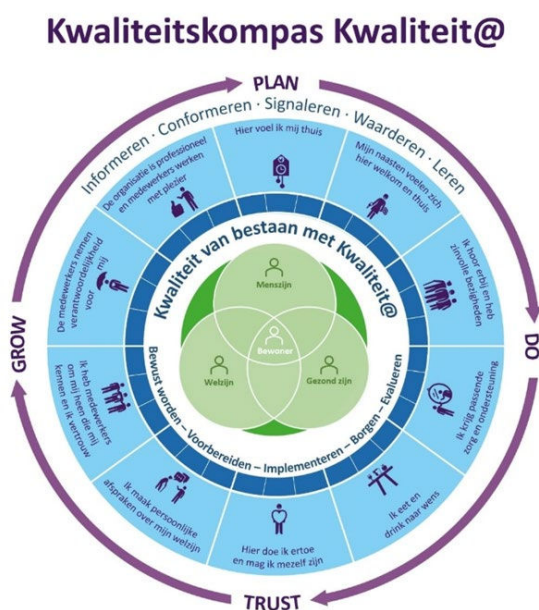 Kwaliteitskompas Kwaliteit@
PLAN
Informeren · Conformeren · Signaleren · Waarderen · Leren
Hier voel ik mij thuis
Mijn naasten voelen zich
hier welkom en thuis
Ik hoor erbij en heb
zinvolle bezigheden
DO
Ik krijg passende
zorg en ondersteuning
Ik eet en
drink naar wens
Hier doe ik ertoe
en mag ik mezelf zijn
TRUST
Ik maak persoonlijke
afspraken over mijn welzijn
Ik heb medewerkers
om mij heen die mij
kennen en ik vertrouw
GROW
De medewerkers nemen
verantwoordelijkheid
voor mij
De organisatie is professioneel
en medewerkers werken
met plezier
Kwaliteit van bestaan met Kwaliteit@
Menszijn
Bewoner
Welzijn
Gezond zijn
Bewust worden – Voorbereiden – Implementeren – Borgen – Evalueren